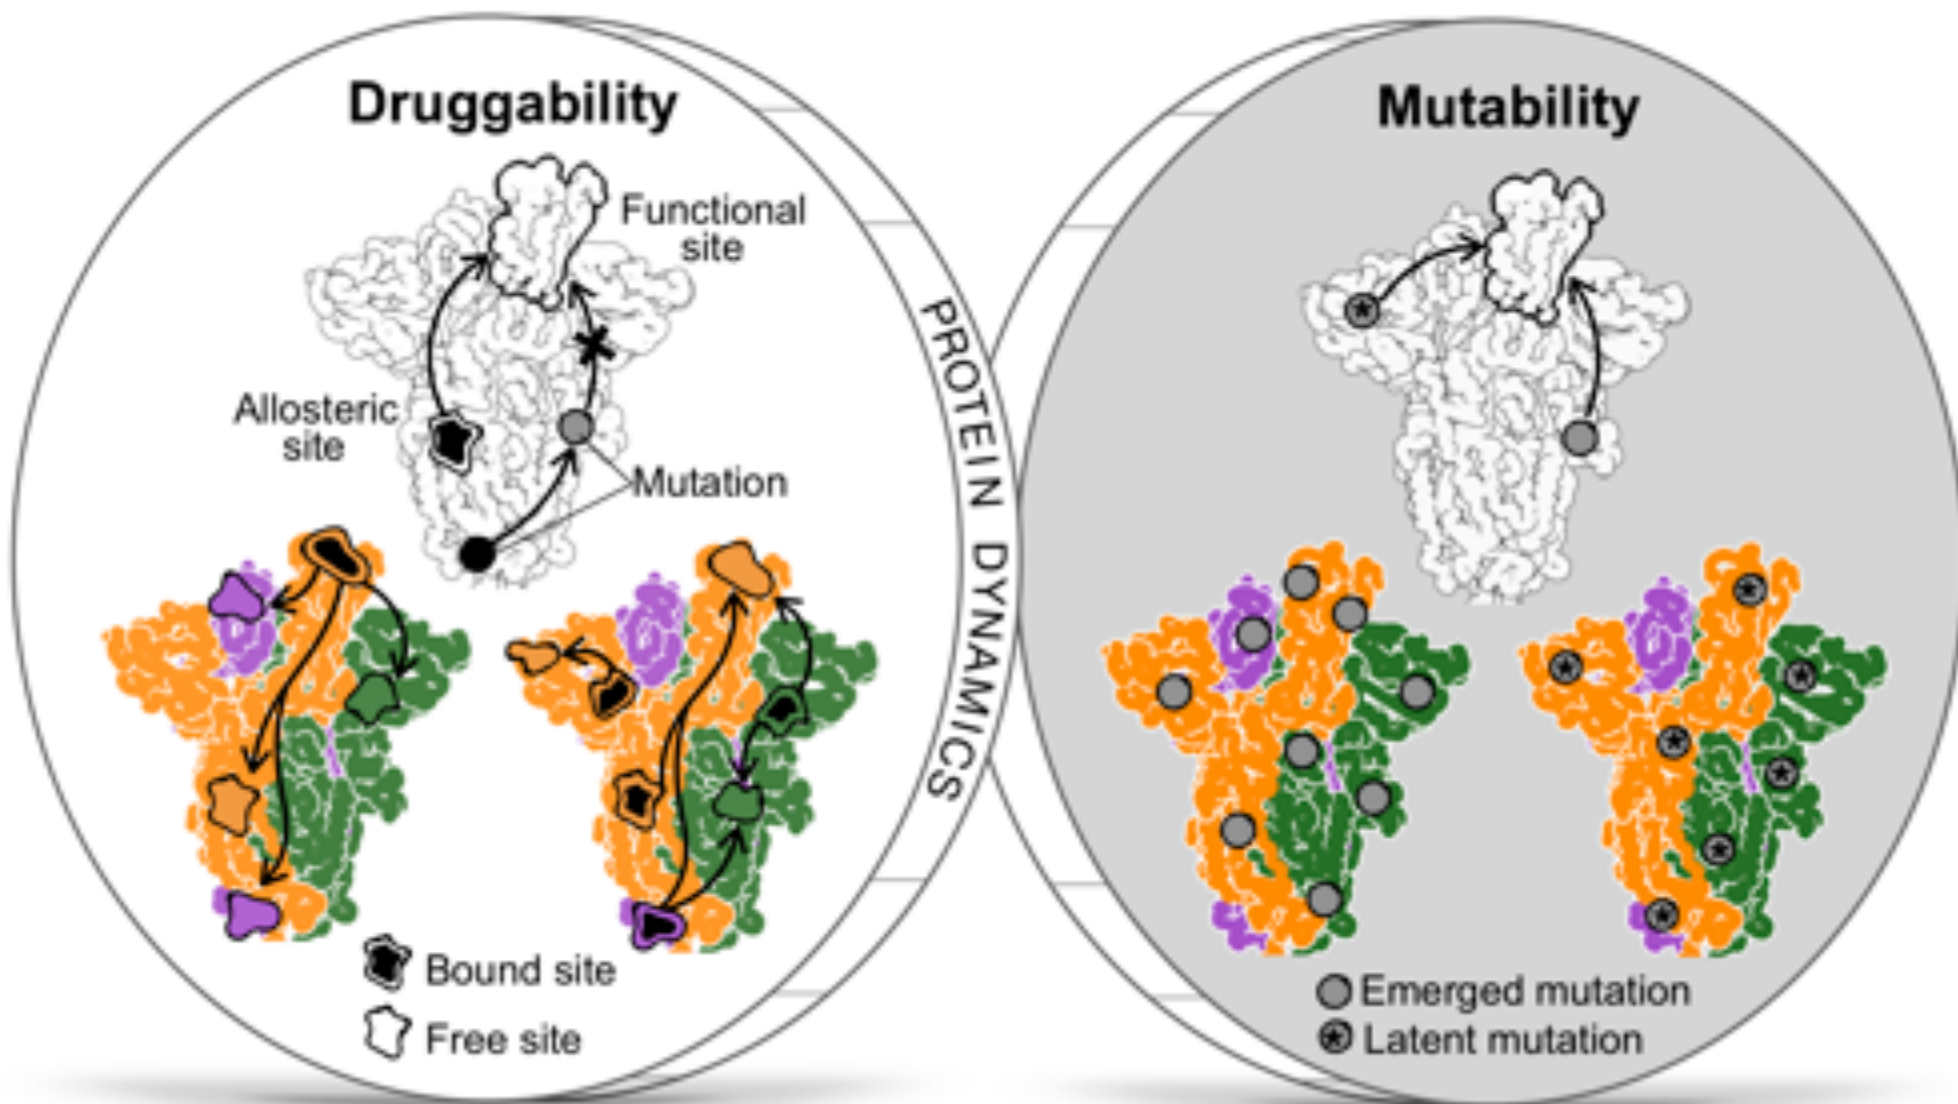 Druggability
Functional
site
Allosteric
site
Mutation
Bound site
Free site
PROTEIN DYNAMICS
Mutability
Emerged mutation
Latent mutation